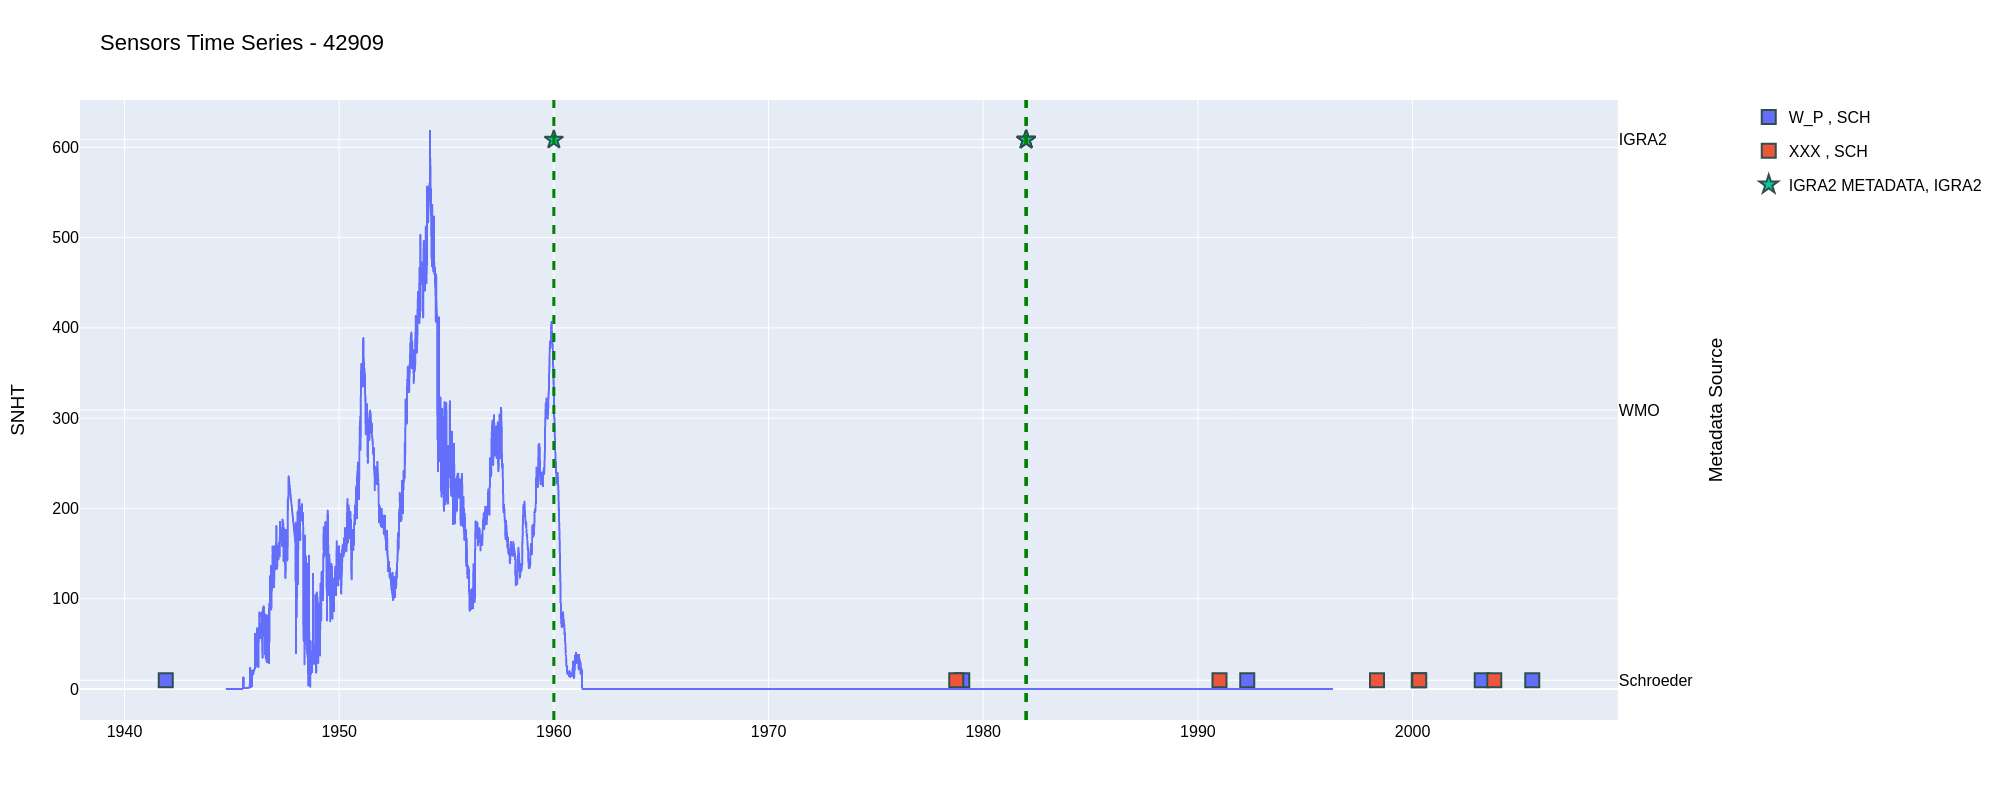 Sensors Time Series - 42909
W_P , SCH
XXX , SCH
IGRA2 METADATA, IGRA2
SNHT
600
500
400
300
200
100
0
IGRA2
WMO
Schroeder
Metadata Source
1940
1950
1960
1970
1980
1990
2000